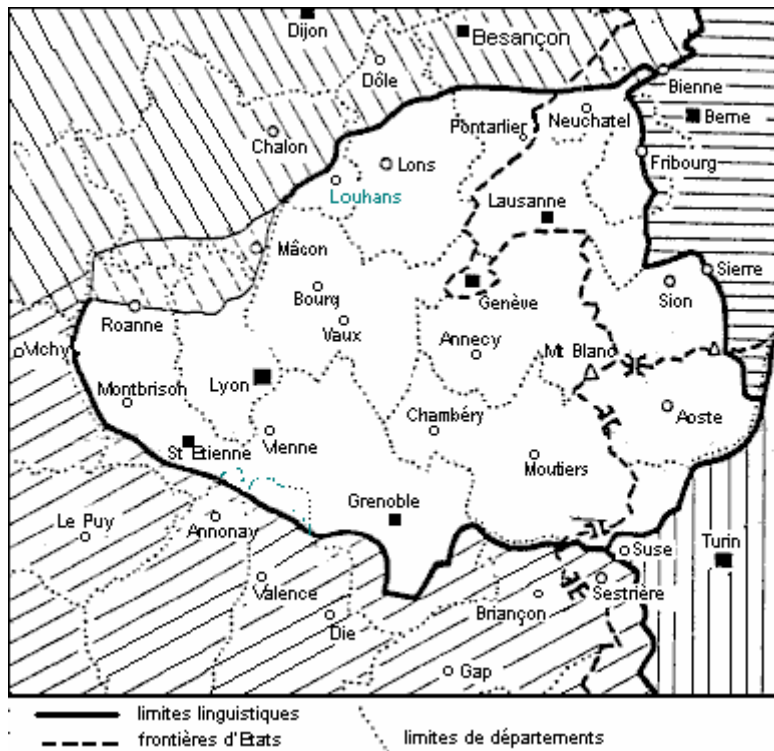 Dijon
Besançon
Dôle
Bienne
Berne
Neuchatel
Pontarlier
Chalon
Fribourg
Lons
Louhans
Lausanne
Mâcon
Sierre
Sion
Bourg
Genève
Roanne
Vaux
Annecy
Mt Blanc
Vichy
Lyon
Montbrison
Aoste
Chambéry
Vienne
St Etienne
Moutiers
Grenoble
Le Puy
Annonay
Turin
Suse
Valence
Sestrière
Briançon
Die
Gap
limites linguistiques
frontières d'Etats
limites de départements